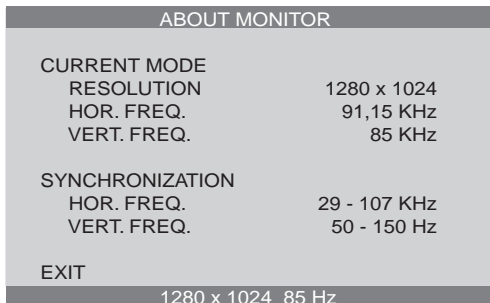 ABOUT MONITOR
CURRENT MODE
RESOLUTION 1280 x 1024
HOR. FREQ. 91,15 KHz
VERT. FREQ. 85 KHz
SYNCHRONIZATION
HOR. FREQ. 29 - 107 KHz
VERT. FREQ. 50 - 150 Hz
EXIT
1280 x 1024 85 Hz